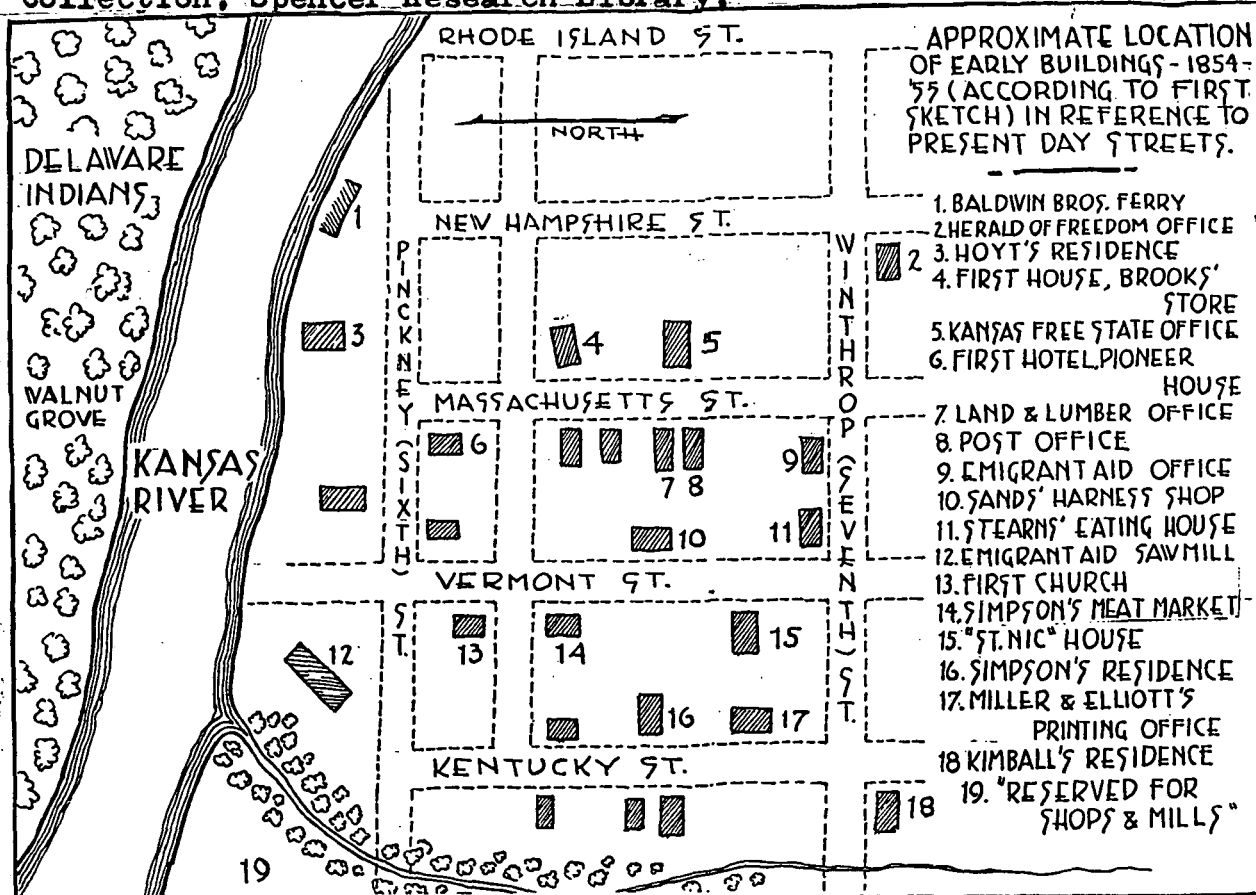 Collection, Spencer Research Library.
RHODE ISLAND ST.
APPROXIMATE LOCATION
OF EARLY BUILDINGS - 1854-
'55 (ACCORDING TO FIRST
SKETCH) IN REFERENCE TO
PRESENT DAY STREETS.
NORTH
DELAWARE
INDIANS
1
NEW HAMPSHIRE ST.
PINCKNEY (SIXTH) ST.
WINTHROP (SEVENTH) ST.
2
3
4
5
MASSACHUSETTS ST.
WALNUT
GROVE
KANSAS
RIVER
6
7 8
9
10
11
VERMONT ST.
12
13
14
15
16
17
KENTUCKY ST.
18
19
1. BALDWIN BROS. FERRY
2. HERALD OF FREEDOM OFFICE
3. HOYT'S RESIDENCE
4. FIRST HOUSE, BROOKS'
STORE
5. KANSAS FREE STATE OFFICE
6. FIRST HOTEL, PIONEER
HOUSE
7. LAND & LUMBER OFFICE
8. POST OFFICE
9. EMIGRANT AID OFFICE
10. SANDS' HARNESS SHOP
11. STEARNS' EATING HOUSE
12. EMIGRANT AID SAWMILL
13. FIRST CHURCH
14. SIMPSON'S MEAT MARKET
15. "ST. NIC" HOUSE
16. SIMPSON'S RESIDENCE
17. MILLER & ELLIOTT'S
PRINTING OFFICE
18 KIMBALL'S RESIDENCE
19. "RESERVED FOR
SHOPS & MILLS"